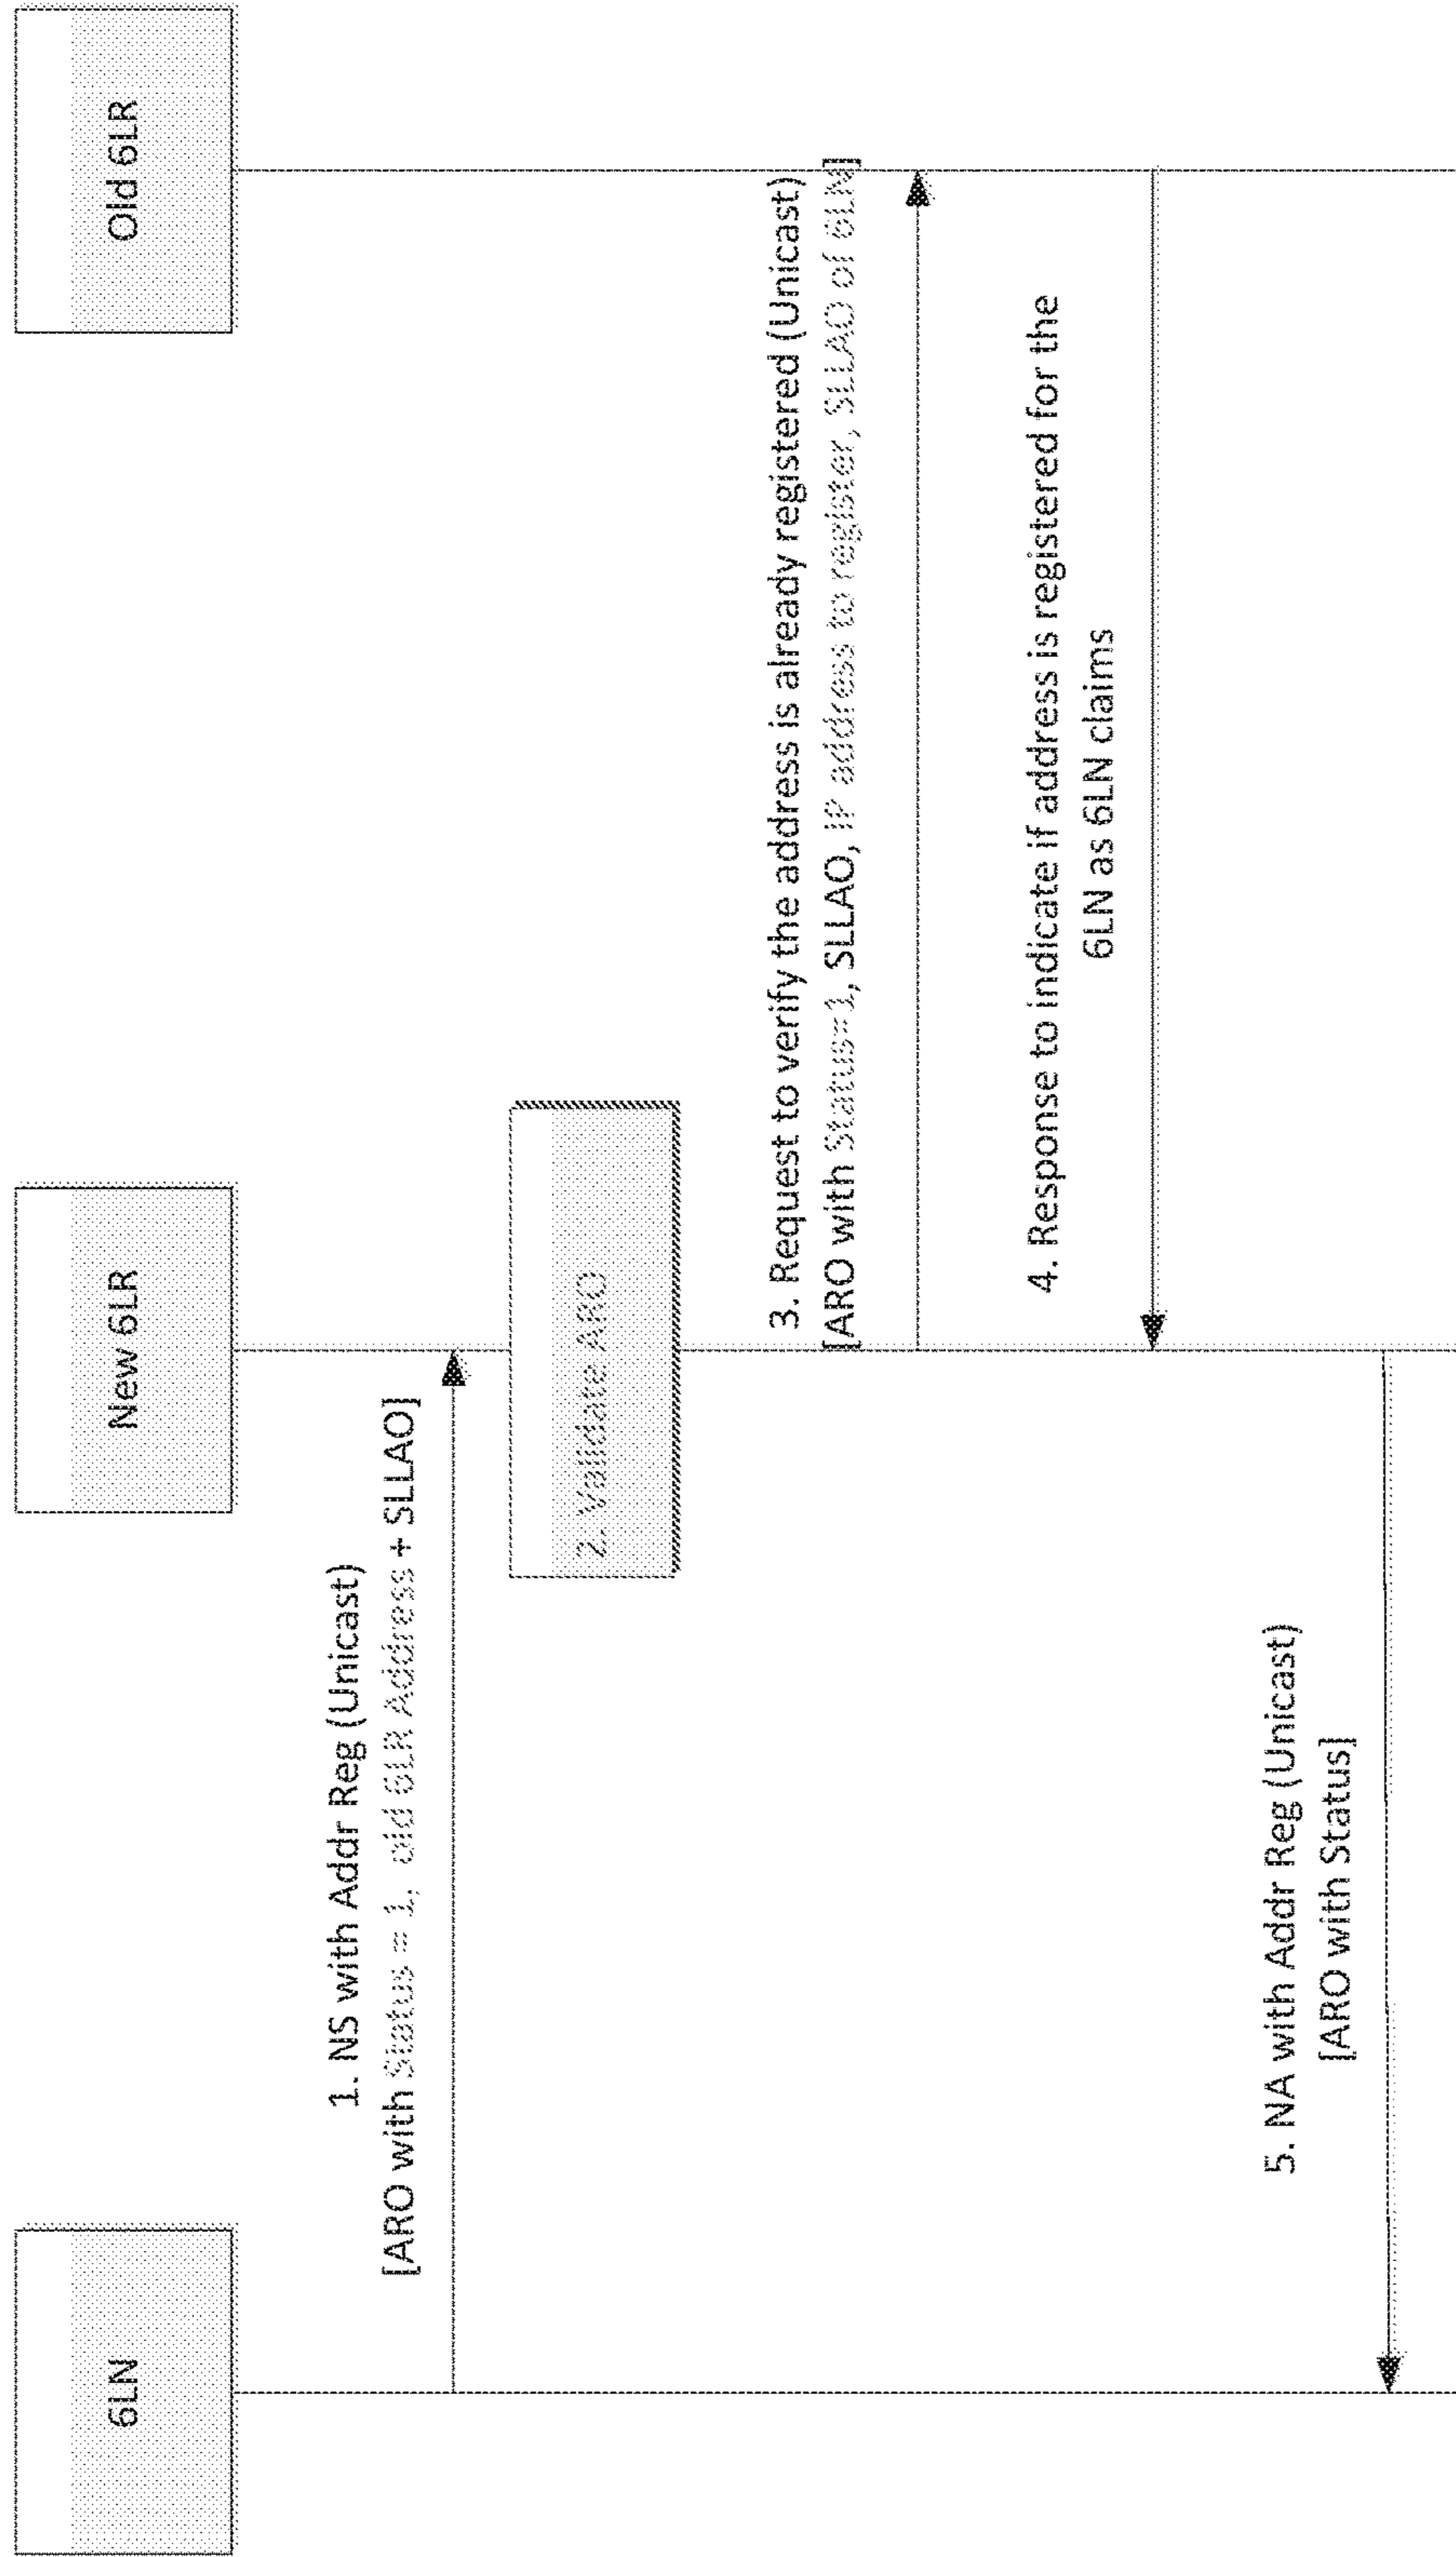 6LN
New 6LR
Old 6LR
1. NS with Addr Reg (Unicast)
[ARO with Status = 1, old 6LR Address + SLLAO]
2. Validate ARO
3. Request to verify the address is already registered (Unicast)
[ARO with Status=1, SLLAO, IP address to register, SLLAO of 6LN]
4. Response to indicate if address is registered for the
6LN as 6LN claims
5. NA with Addr Reg (Unicast)
[ARO with Status]